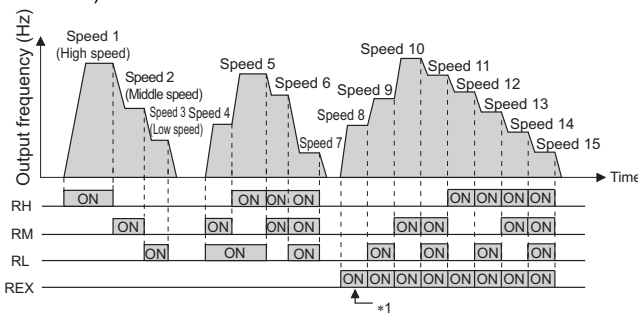 Output frequency (Hz)
Speed 1
(High speed)
Speed 2
(Middle speed)
Speed 3
(Low speed)
Speed 4
Speed 5
Speed 6
Speed 7
Speed 8
Speed 9
Speed 10
Speed 11
Speed 12
Speed 13
Speed 14
Speed 15
Time
RH ON ON ON ON ON ON ON ON
RM ON ON ON ON ON ON ON ON
RL ON ON ON ON ON ON ON
REX ON ON ON ON ON ON ON ON
*1